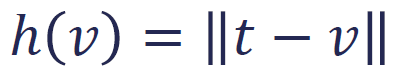 h(v) = ‖t − v‖